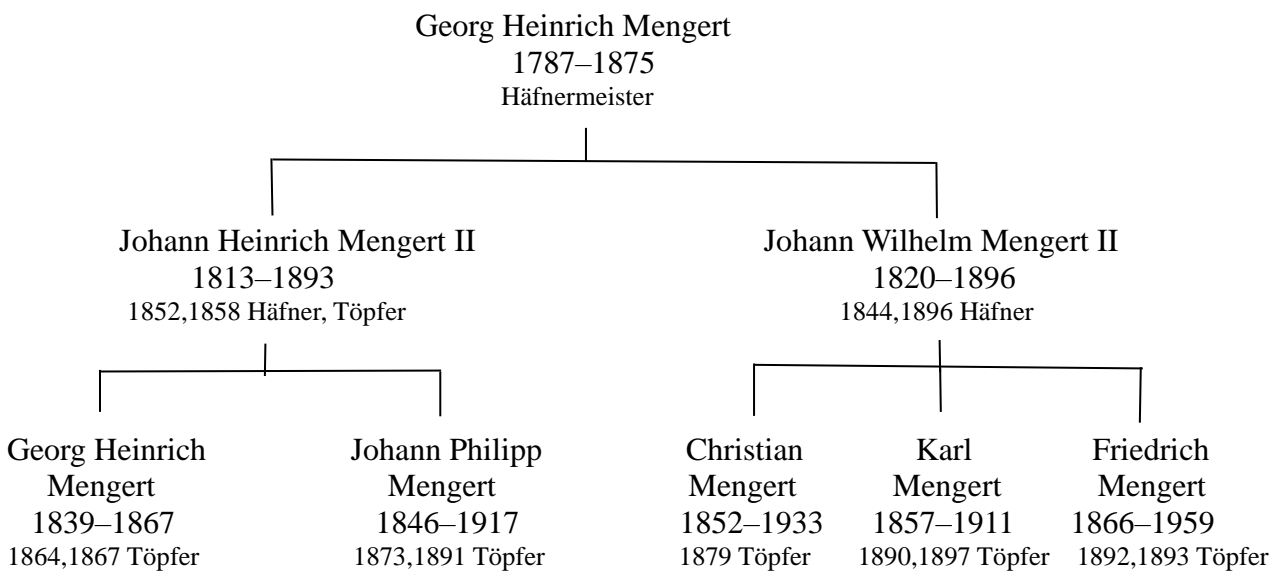 Georg Heinrich Mengert
1787–1875
Häfnermeister
Johann Heinrich Mengert II
1813–1893
1852,1858 Häfner, Töpfer
Johann Wilhelm Mengert II
1820–1896
1844,1896 Häfner
Georg Heinrich
Mengert
1839–1867
1864,1867 Töpfer
Johann Philipp
Mengert
1846–1917
1873,1891 Töpfer
Christian
Mengert
1852–1933
1879 Töpfer
Karl
Mengert
1857–1911
1890,1897 Töpfer
Friedrich
Mengert
1866–1959
1892,1893 Töpfer